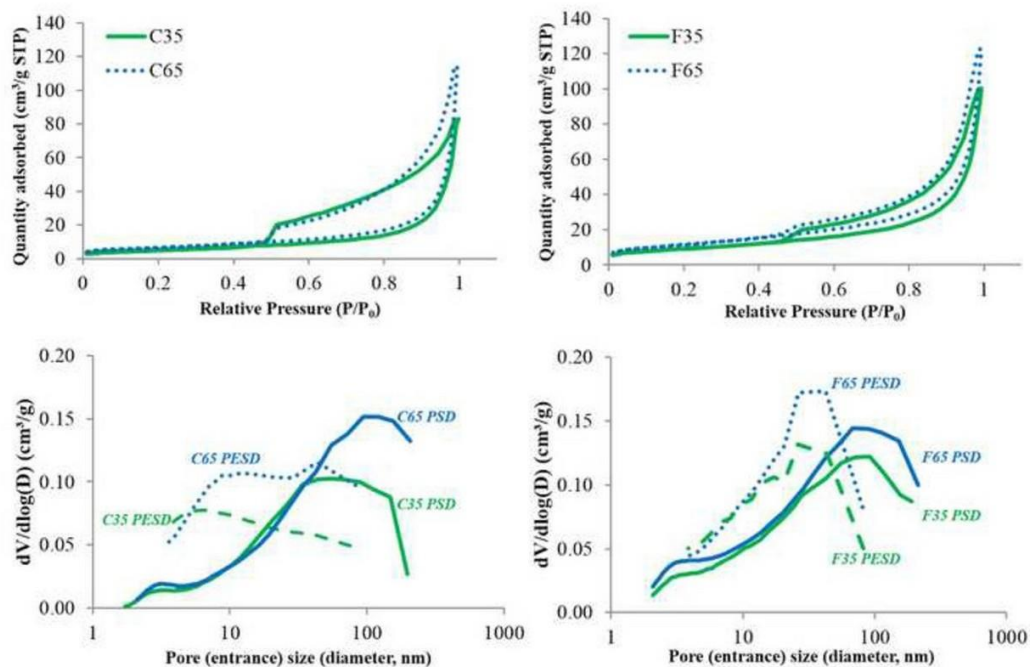 140
120
100
80
60
40
20
0
Quantity adsorbed (cm³/g STP)
C35
C65
0 0.2 0.4 0.6 0.8 1
Relative Pressure (P/P₀)
140
120
100
80
60
40
20
0
Quantity adsorbed (cm³/g STP)
F35
F65
0 0.2 0.4 0.6 0.8 1
Relative Pressure (P/P₀)
0.20
0.15
0.10
0.05
0.00
dV/dlog(D) (cm³/g)
C65 PSD
C65 PESD
C35 PESD
C35 PSD
1 10 100 1000
Pore (entrance) size (diameter, nm)
0.20
0.15
0.10
0.05
0.00
dV/dlog(D) (cm³/g)
F65 PESD
F65 PSD
F35 PSD
F35 PESD
1 10 100 1000
Pore (entrance) size (diameter, nm)